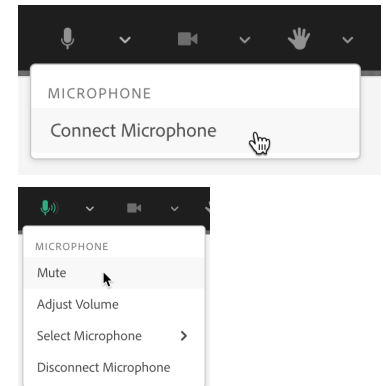 MICROPHONE
Connect Microphone
MICROPHONE
Mute
Adjust Volume
Select Microphone
Disconnect Microphone